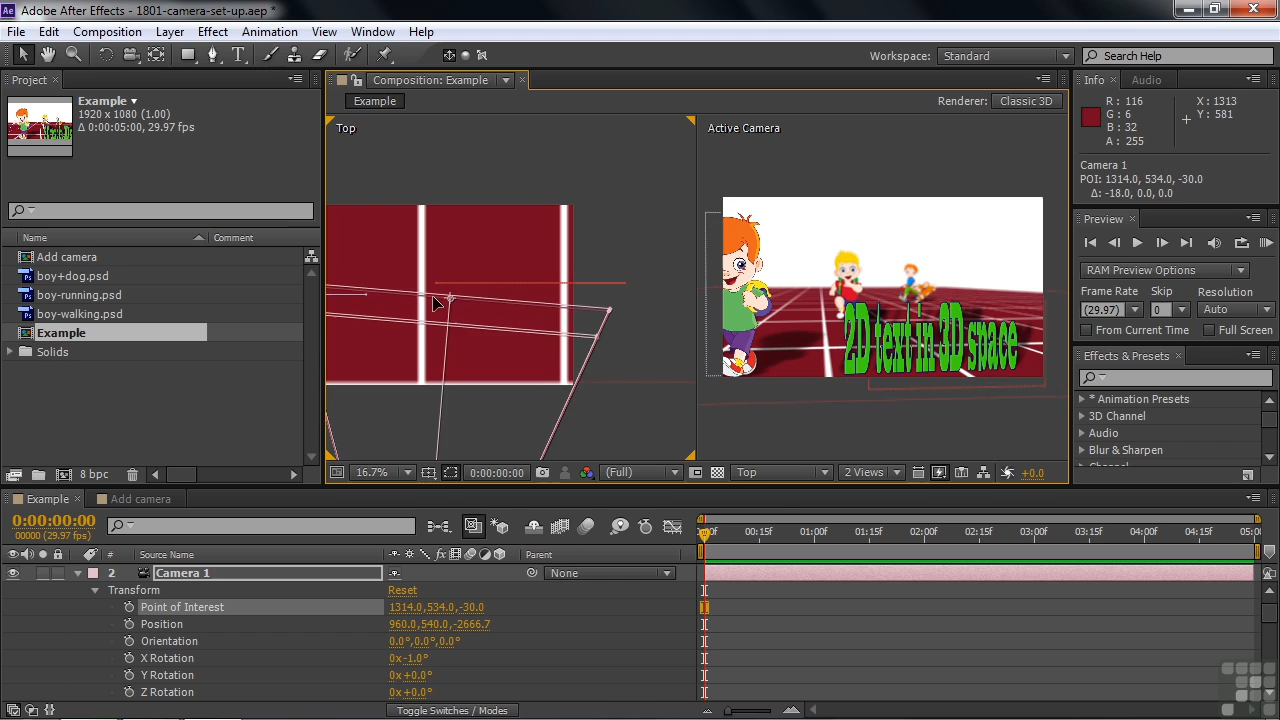 Ae Adobe After Effects - 1801-camera-set-up.aep *
File Edit Composition Layer Effect Animation View Window Help
Workspace: Standard Search Help
Project Composition: Example Info Audio
Example
1920 x 1080 (1.00)
Δ 0:00:05:00, 29.97 fps
Example Renderer: Classic 3D
Top Active Camera
R : 116 X : 1313
G : 6 Y : 581
B : 32
A : 255
Camera 1
POI: 1314.0, 534.0, -30.0
Δ: -18.0, 0.0, 0.0
Preview
RAM Preview Options
Frame Rate Skip Resolution
(29.97) 0 Auto
From Current Time Full Screen
Effects & Presets
* Animation Presets
3D Channel
Audio
Blur & Sharpen
Name Comment
Add camera
boy+dog.psd
boy-running.psd
boy-walking.psd
Example
Solids
2D text in 3D space
8 bpc
16.7% 0:00:00:00 (Full) Top 2 Views +0.0
Example Add camera
0:00:00:00
00000 (29.97 fps)
# Source Name Parent
:00f 00:15f 01:00f 01:15f 02:00f 02:15f 03:00f 03:15f 04:00f 04:15f 05:0
2 Camera 1 None
Transform Reset
Point of Interest 1314.0,534.0,-30.0
Position 960.0,540.0,-2666.7
Orientation 0.0°,0.0°,0.0°
X Rotation 0x-1.0°
Y Rotation 0x+0.0°
Z Rotation 0x+0.0°
Toggle Switches / Modes